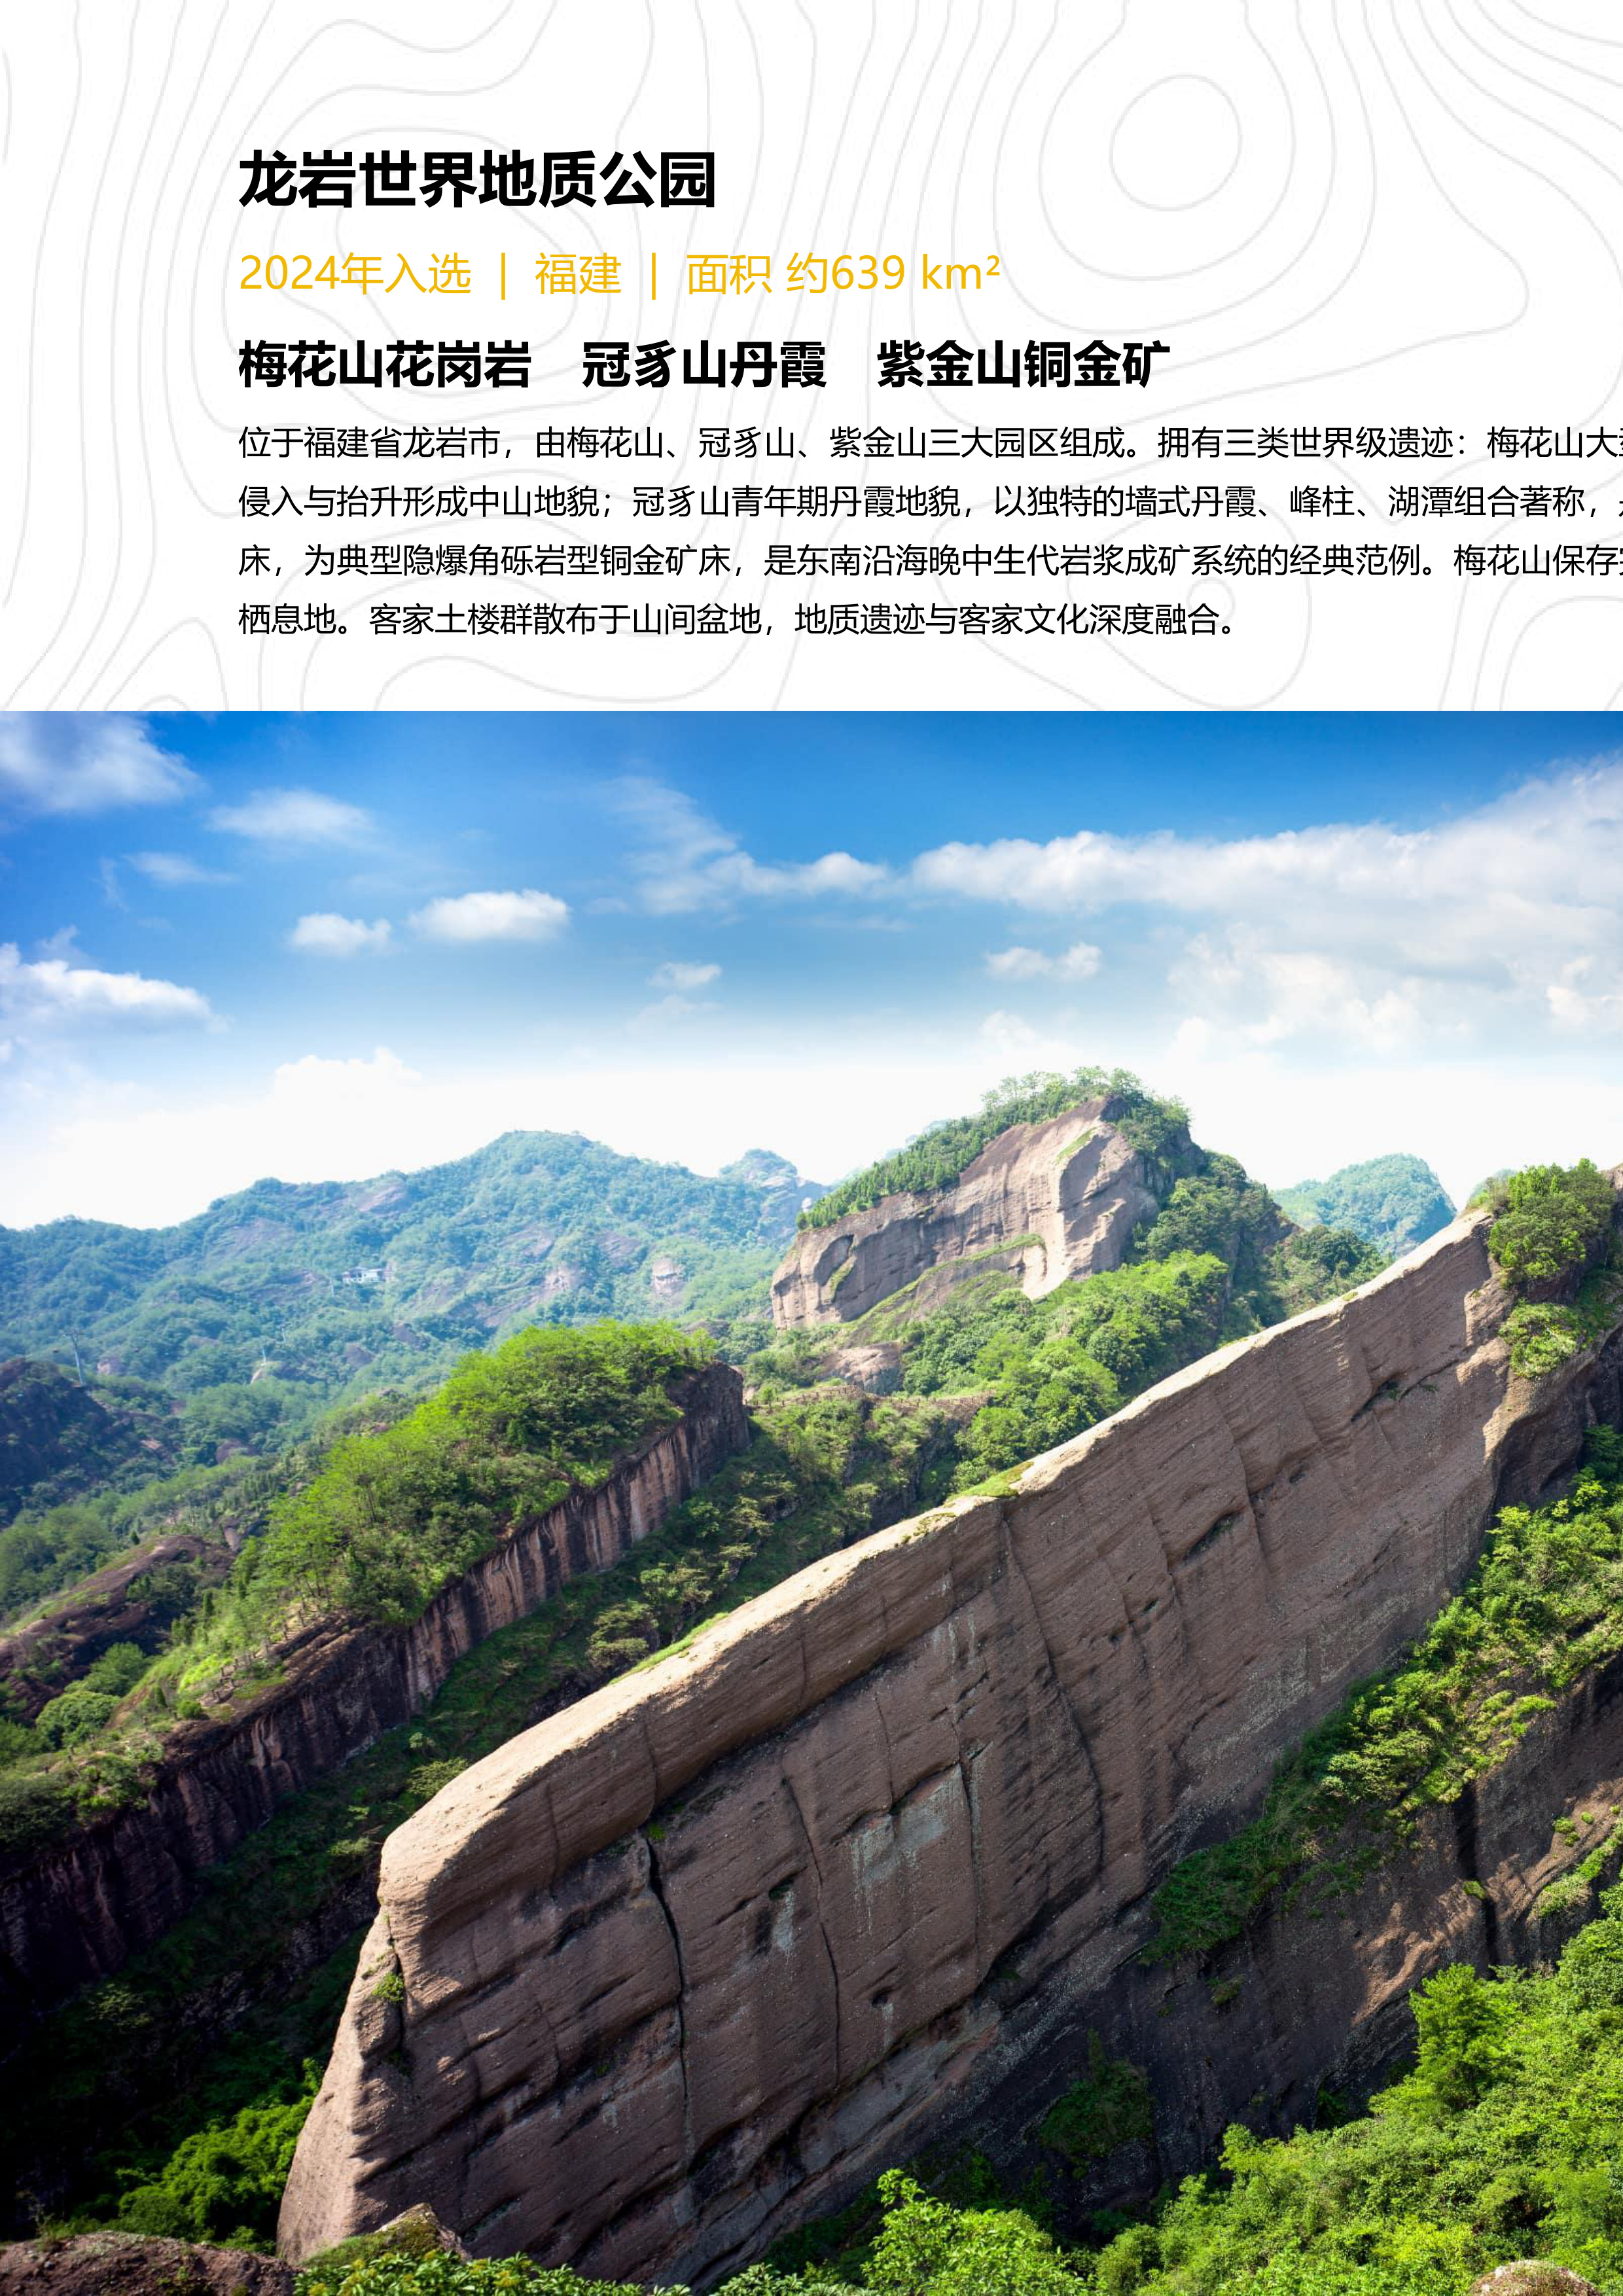 龙岩世界地质公园
2024年入选 | 福建 | 面积 约639 km²
梅花山花岗岩 冠豸山丹霞 紫金山铜金矿
位于福建省龙岩市，由梅花山、冠豸山、紫金山三大园区组成。拥有三类世界级遗迹：梅花山大
侵入与抬升形成中山地貌；冠豸山青年期丹霞地貌，以独特的墙式丹霞、峰柱、湖潭组合著称，
床，为典型隐爆角砾岩型铜金矿床，是东南沿海晚中生代岩浆成矿系统的经典范例。梅花山保存
栖息地。客家土楼群散布于山间盆地，地质遗迹与客家文化深度融合。